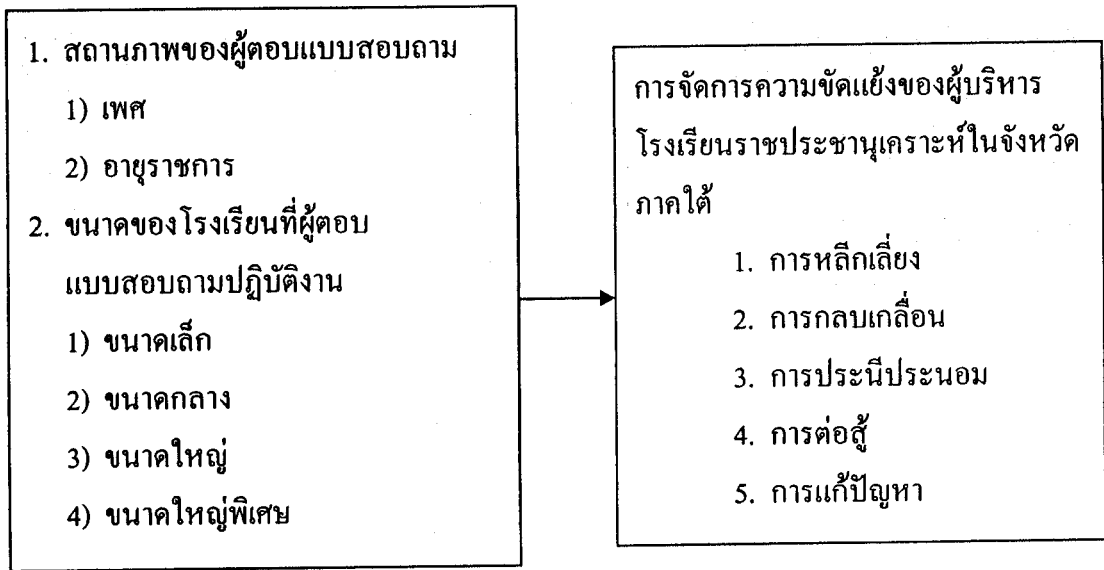 1. สถานภาพของผู้ตอบแบบสอบถาม
1) เพศ
2) อายุราชการ
2. ขนาดของโรงเรียนที่ผู้ตอบ
แบบสอบถามปฏิบัติงาน
1) ขนาดเล็ก
2) ขนาดกลาง
3) ขนาดใหญ่
4) ขนาดใหญ่พิเศษ
การจัดการความขัดแย้งของผู้บริหาร
โรงเรียนราชประชานุเคราะห์ในจังหวัด
ภาคใต้
1. การหลีกเลี่ยง
2. การกลบเกลื่อน
3. การประนีประนอม
4. การต่อสู้
5. การแก้ปัญหา